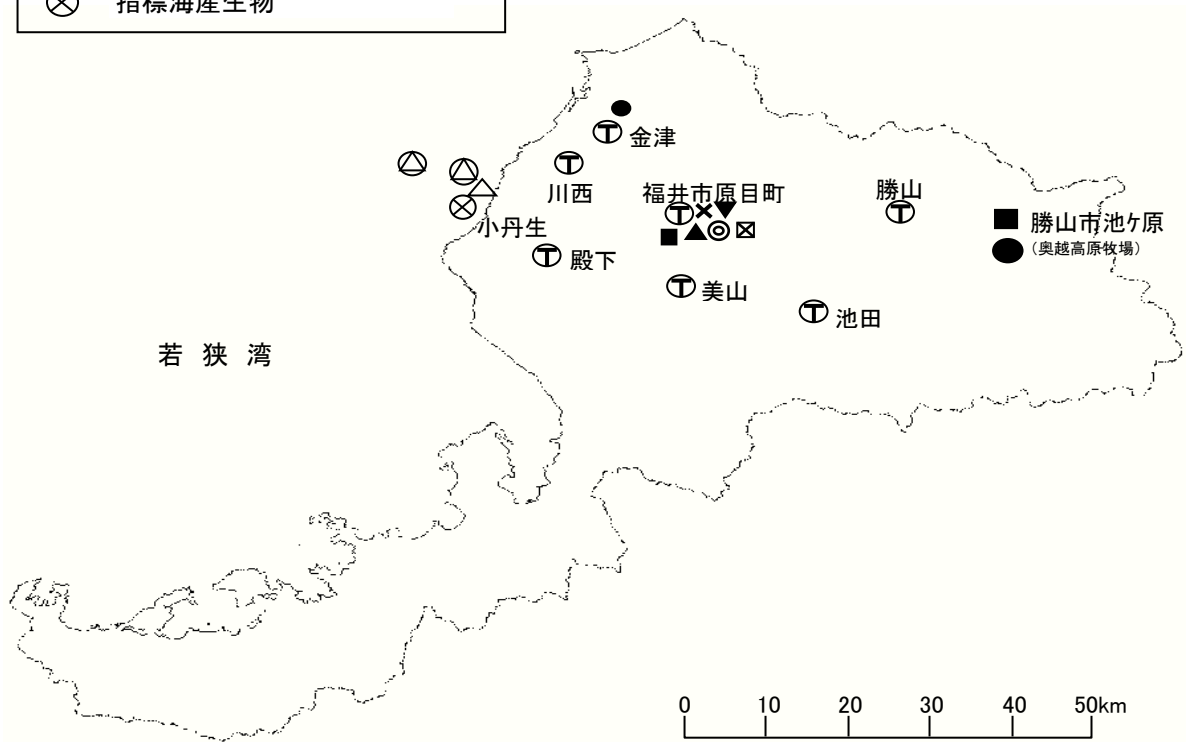 指標海産生物
金津
川西
福井市原目町
勝山
勝山市池ケ原
(奥越高原牧場)
小丹生
殿下
美山
池田
若狭湾
0 10 20 30 40 50km